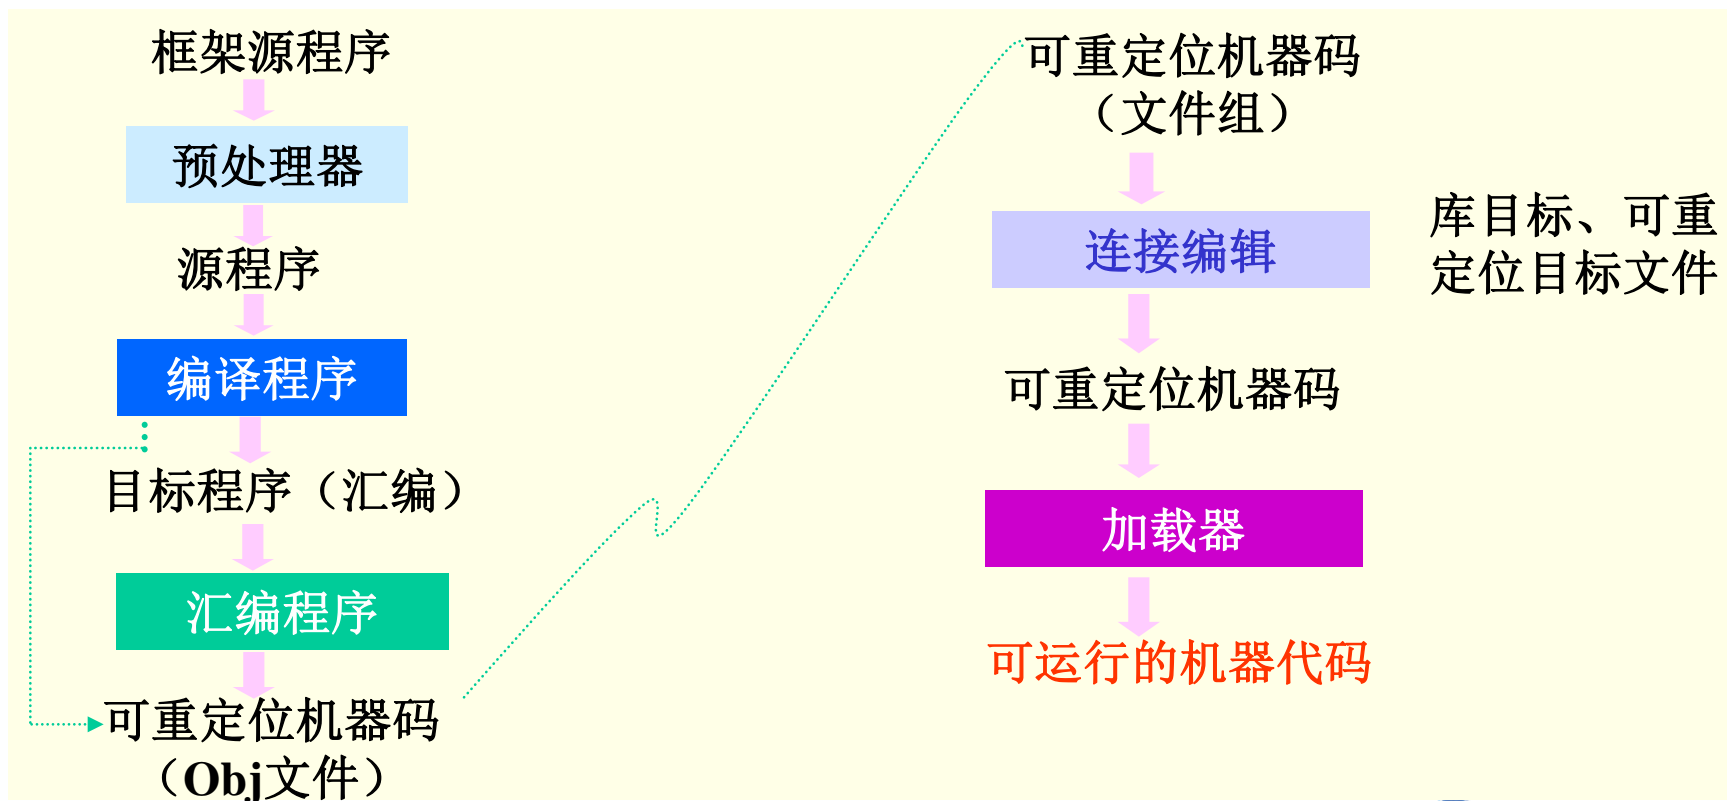 框架源程序
预处理器
源程序
编译程序
目标程序（汇编）
汇编程序
可重定位机器码
（Obj文件）
可重定位机器码
（文件组）
连接编辑
库目标、可重
定位目标文件
可重定位机器码
加载器
可运行的机器代码